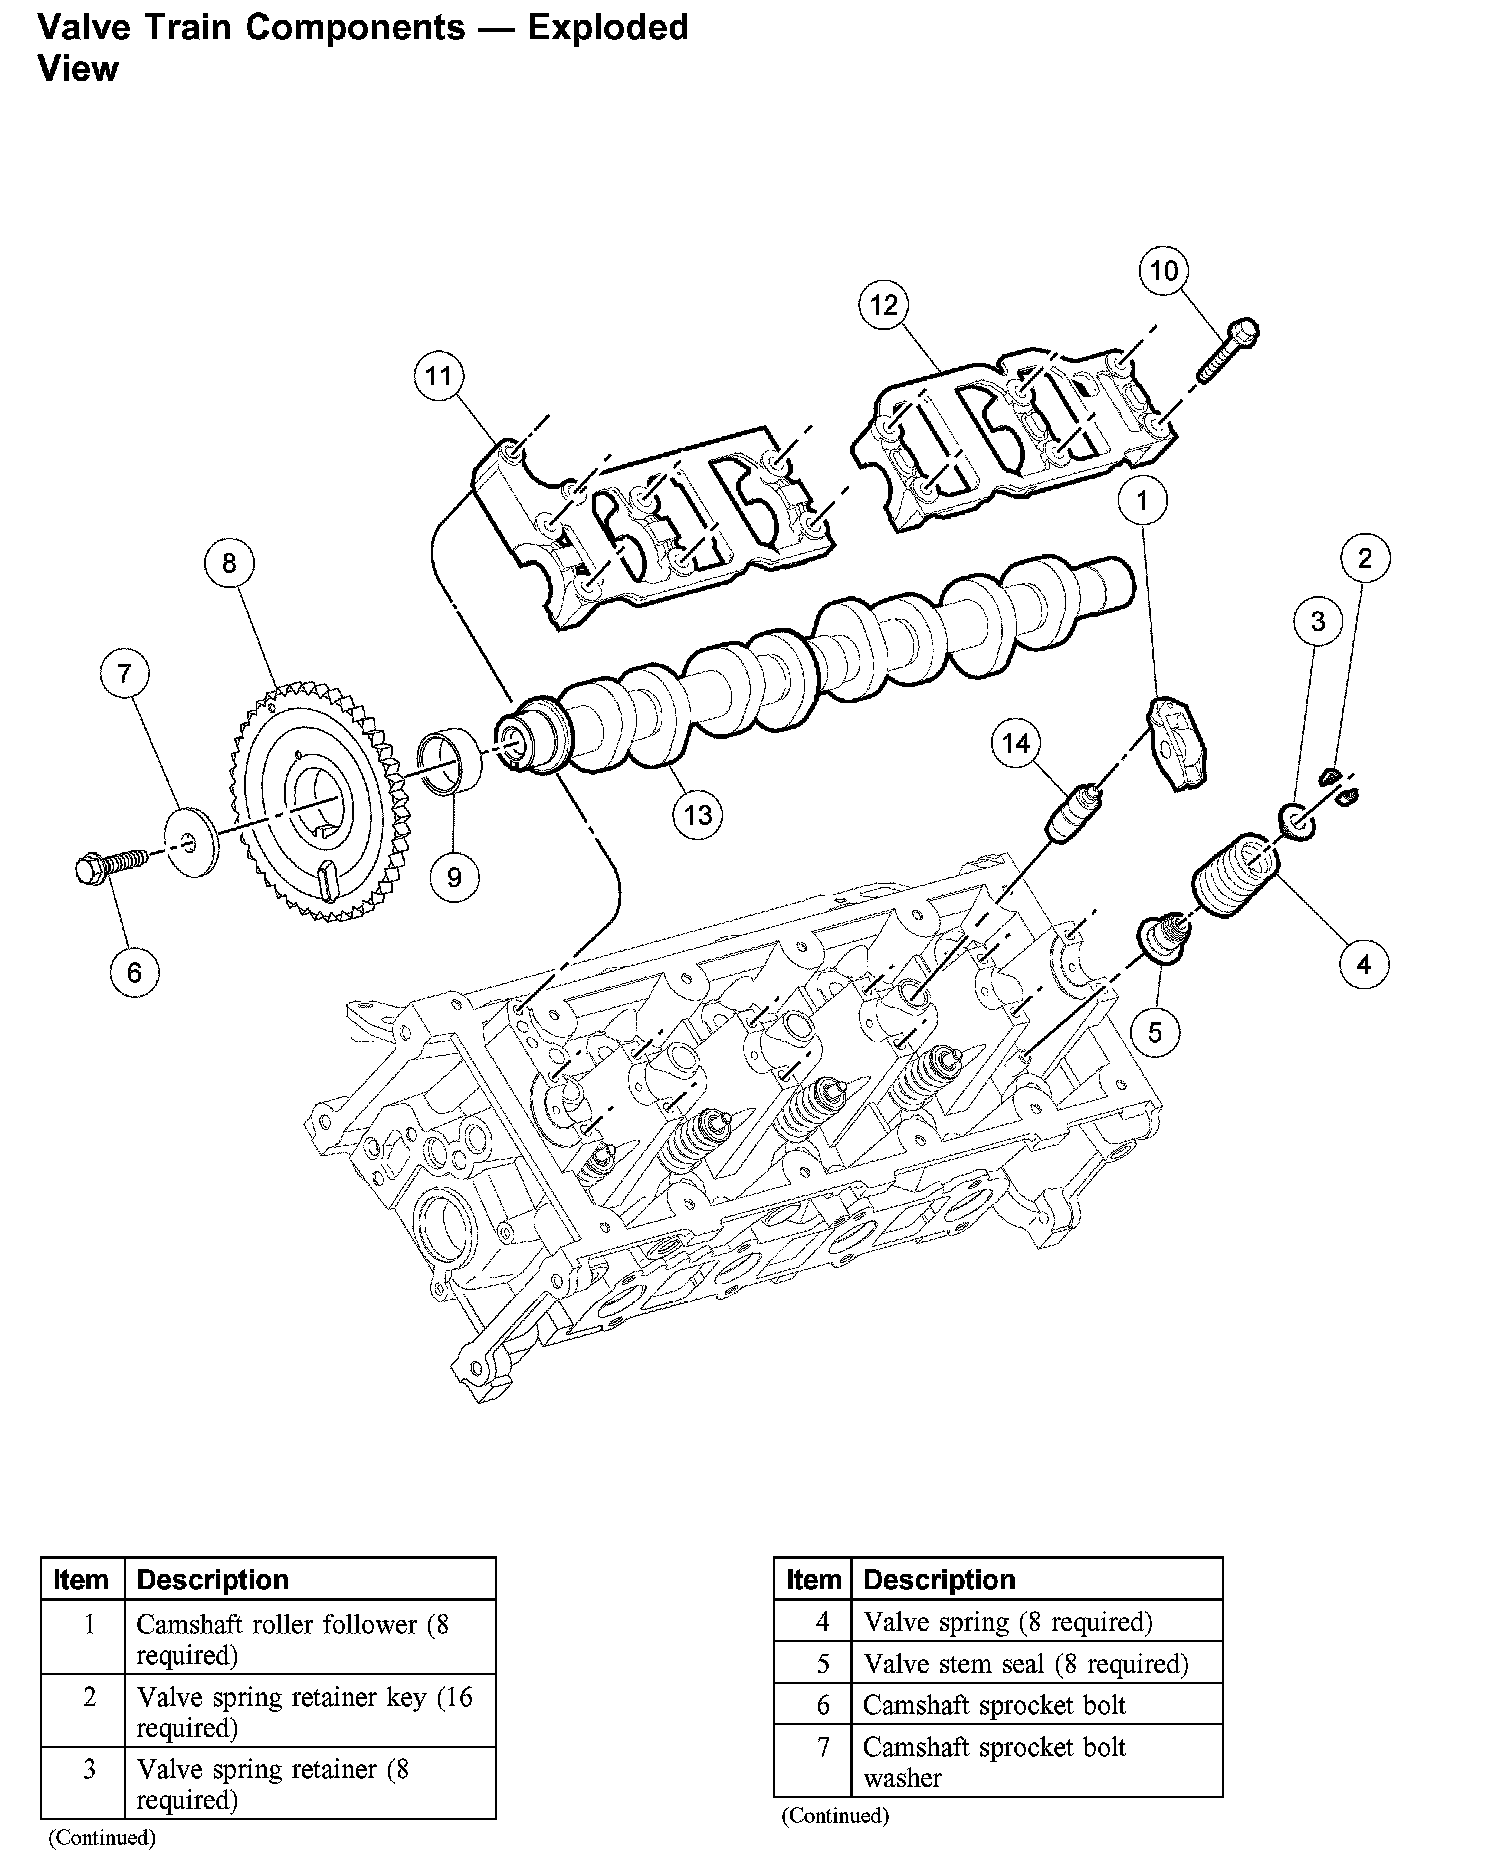 Valve Train Components — Exploded
View
10
12
11
1
2
8
3
7
14
13
9
6
4
5
Item Description
1 Camshaft roller follower (8
required)
2 Valve spring retainer key (16
required)
3 Valve spring retainer (8
required)
(Continued)
Item Description
4 Valve spring (8 required)
5 Valve stem seal (8 required)
6 Camshaft sprocket bolt
7 Camshaft sprocket bolt
washer
(Continued)